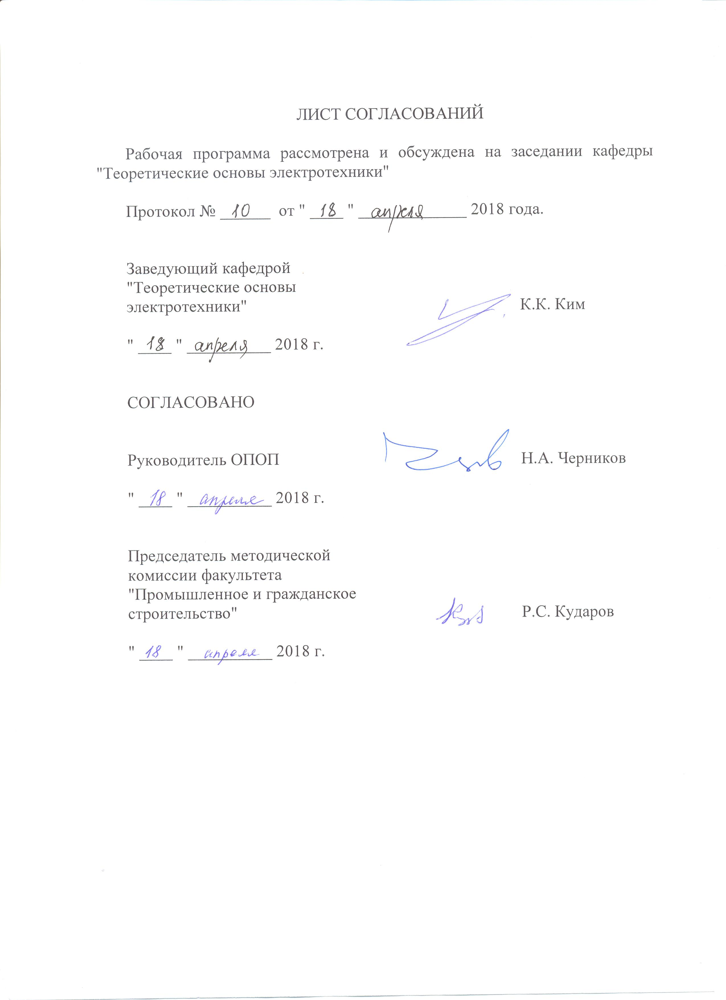 ЛИСТ СОГЛАСОВАНИЙ
Рабочая программа рассмотрена и обсуждена на заседании кафедры
"Теоретические основы электротехники"
Протокол № 10 от " 18 " апреля 2018 года.
Заведующий кафедрой
"Теоретические основы
электротехники" К.К. Ким
" 18 " апреля 2018 г.
СОГЛАСОВАНО
Руководитель ОПОП Н.А. Черников
" 18 " апреля 2018 г.
Председатель методической
комиссии факультета
"Промышленное и гражданское
строительство" Р.С. Кударов
" 18 " апреля 2018 г.